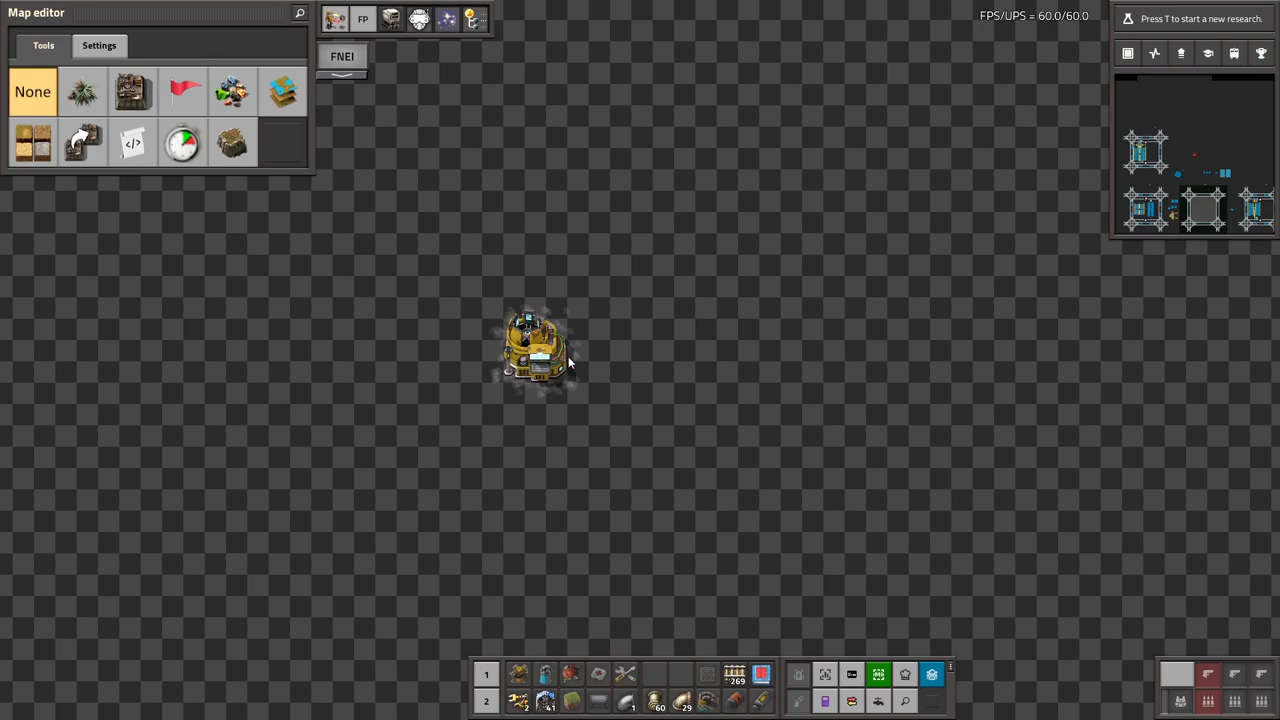 Map editor
FP
FPS/UPS = 60.0/60.0
Press T to start a new research.
Tools
Settings
FNEI
None
</>
1
269
2
2
41
1
60
29